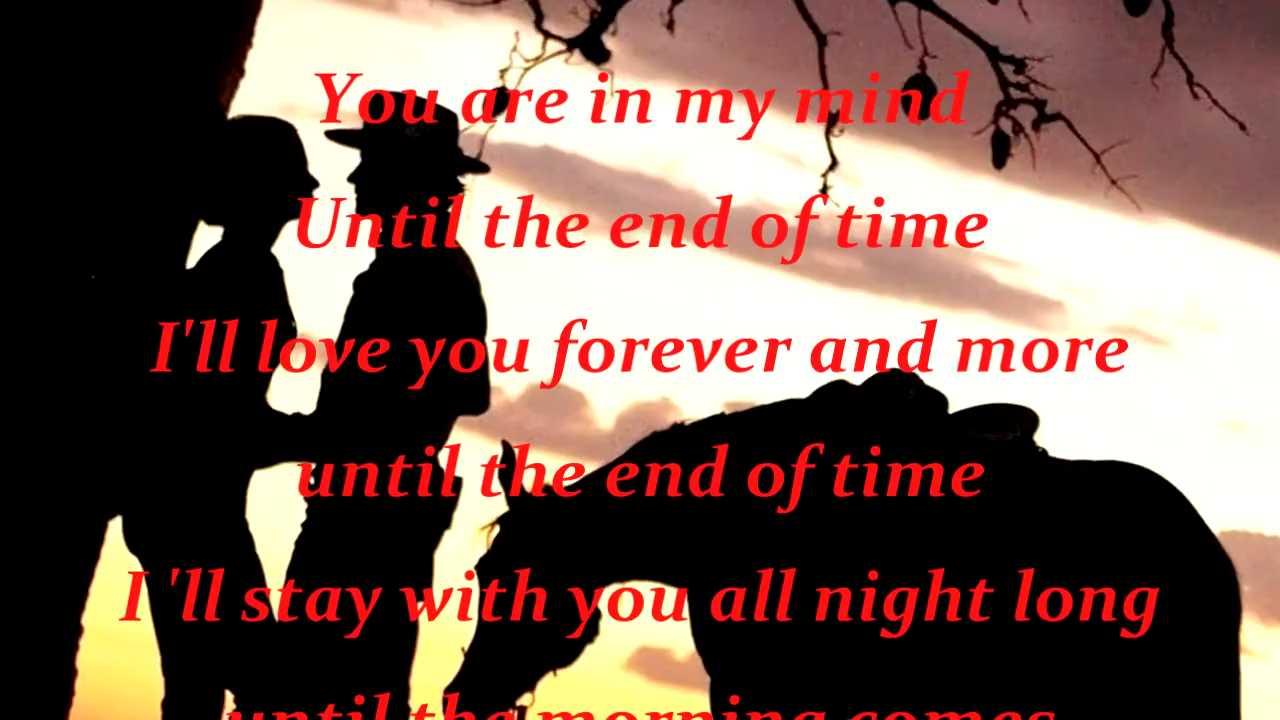 You are in my mind
Until the end of time
I'll love you forever and more
until the end of time
I 'll stay with you all night long
until the morning comes